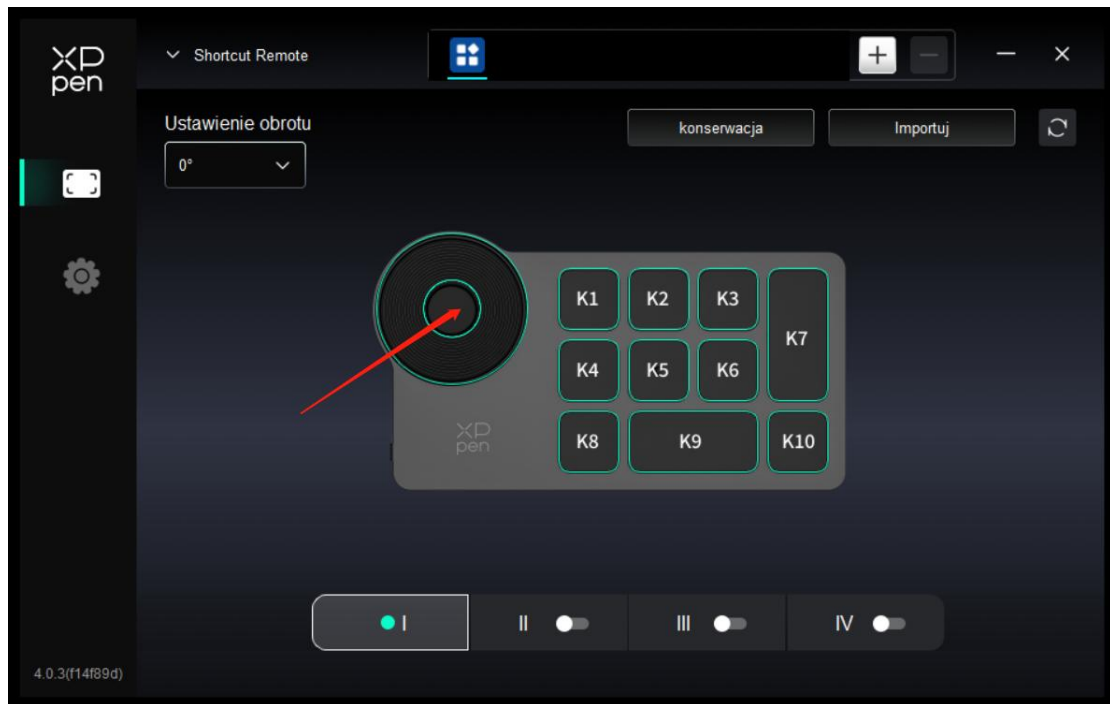 XP
pen
Shortcut Remote
Ustawienie obrotu
konserwacja
Importuj
0°
K1
K2
K3
K7
K4
K5
K6
XP
pen
K8
K9
K10
I
II
III
IV
4.0.3(f14f89d)